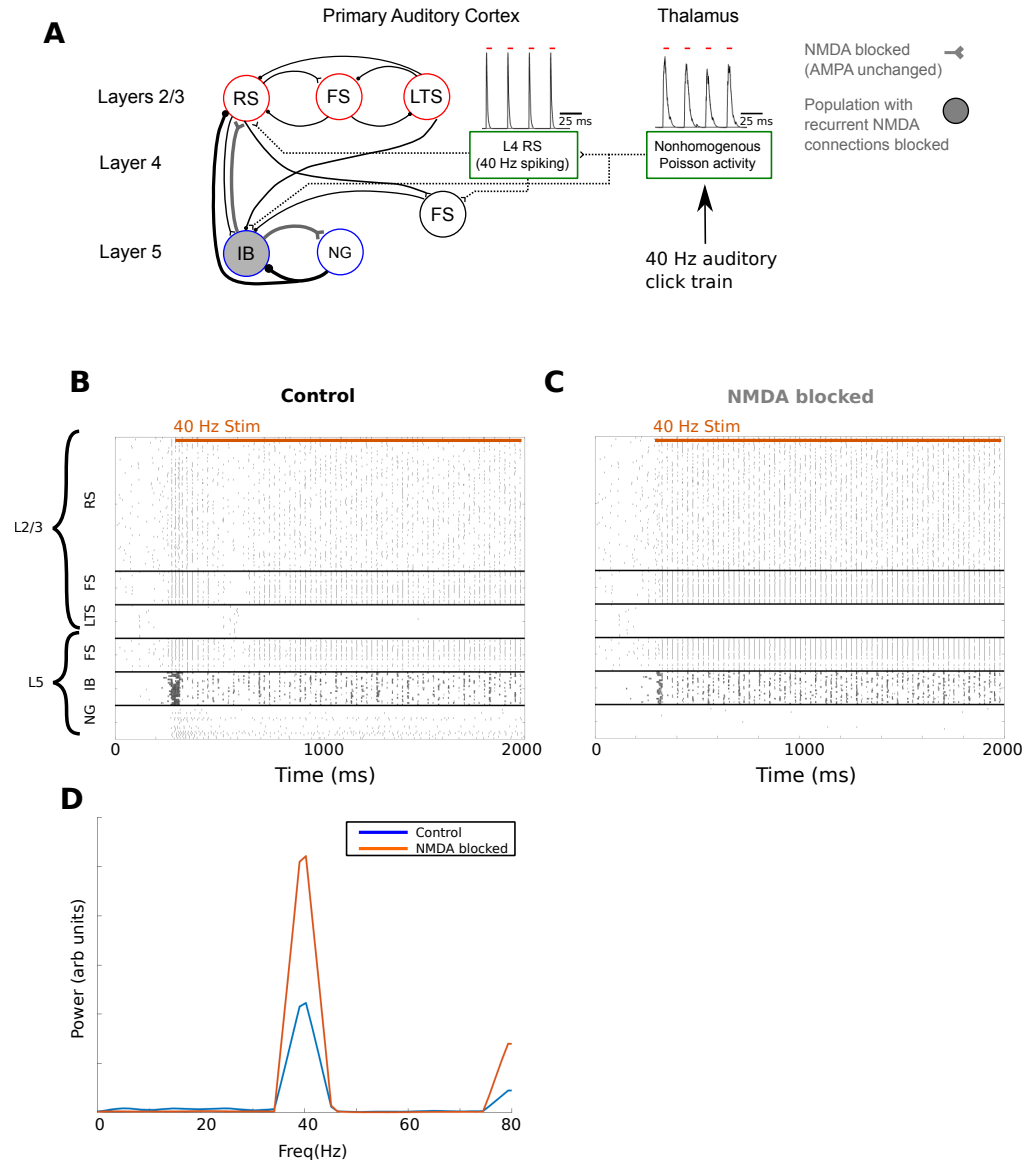 A
Primary Auditory Cortex
Thalamus
NMDA blocked
(AMPA unchanged)
Population with
recurrent NMDA
connections blocked
Layers 2/3
RS
FS
LTS
25 ms
25 ms
Layer 4
L4 RS
(40 Hz spiking)
Nonhomogenous
Poisson activity
FS
Layer 5
IB
NG
40 Hz auditory
click train
B
Control
40 Hz Stim
L2/3
RS
FS
LTS
L5
FS
IB
NG
0
1000
2000
Time (ms)
C
NMDA blocked
40 Hz Stim
0
1000
2000
Time (ms)
D
Control
NMDA blocked
Power (arb units)
0
20
40
60
80
Freq(Hz)